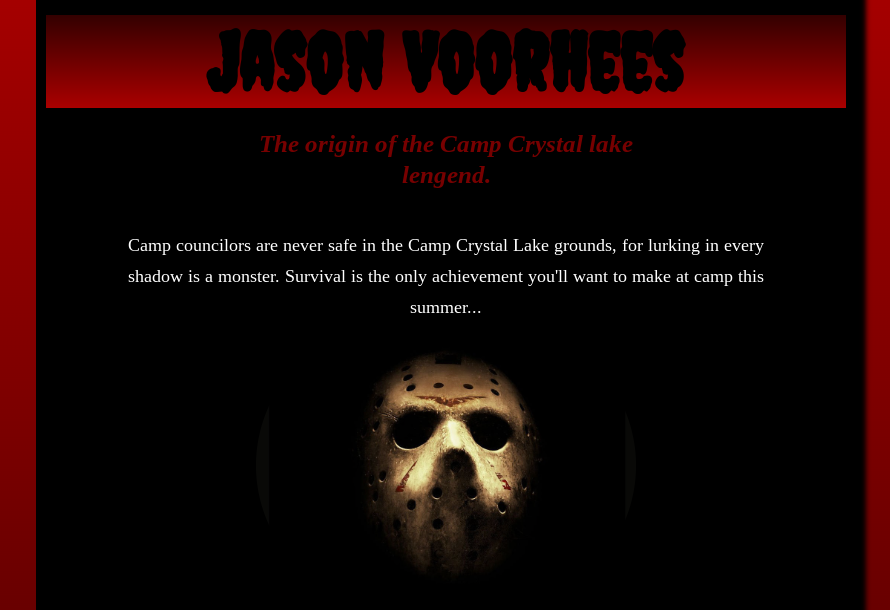 JASON VOORHEES
The origin of the Camp Crystal lake
lengend.
Camp councilors are never safe in the Camp Crystal Lake grounds, for lurking in every
shadow is a monster. Survival is the only achievement you'll want to make at camp this
summer...